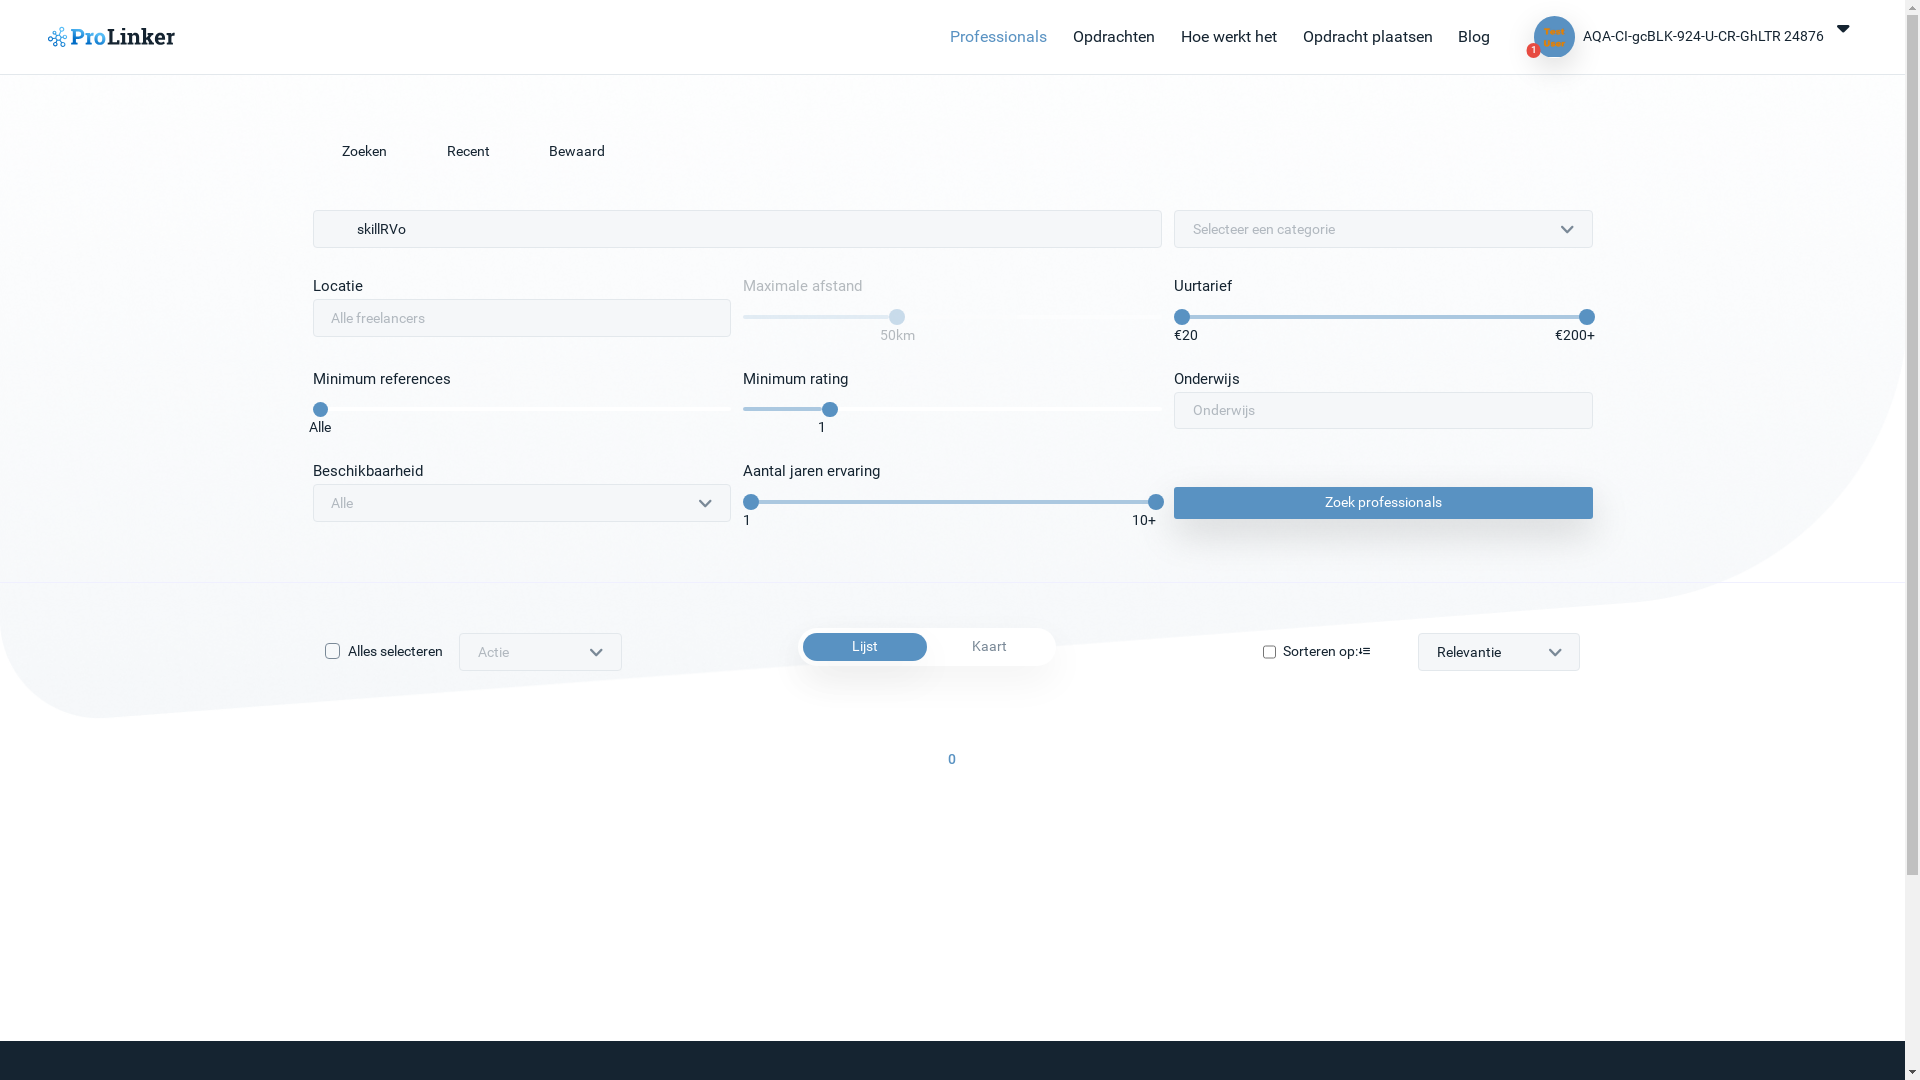 ProLinker
Professionals
Opdrachten
Hoe werkt het
Opdracht plaatsen
Blog
Test
User
1
AQA-CI-gcBLK-924-U-CR-GhLTR 24876
Zoeken
Recent
Bewaard
skillRVo
Selecteer een categorie
Locatie
Alle freelancers
Maximale afstand
50km
Uurtarief
€20
€200+
Minimum references
Alle
Minimum rating
1
Onderwijs
Onderwijs
Beschikbaarheid
Alle
Aantal jaren ervaring
1
10+
Zoek professionals
Alles selecteren
Actie
Lijst
Kaart
Sorteren op:
Relevantie
0